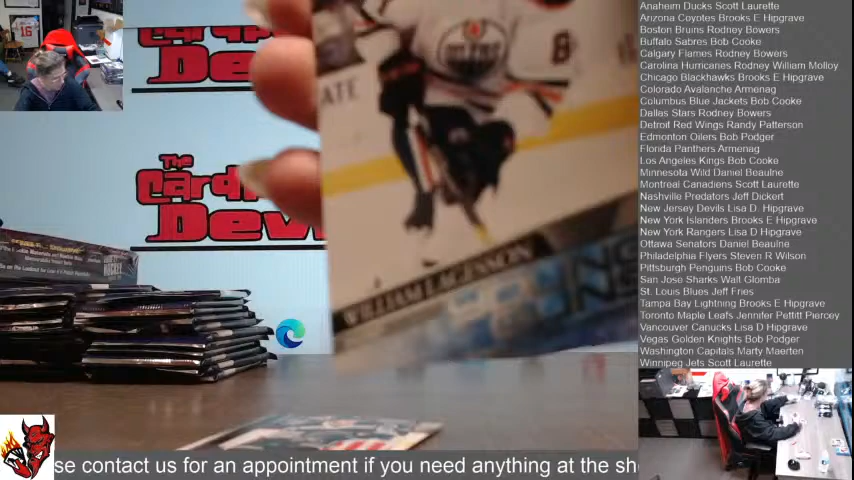 Anaheim Ducks Scott Laurette
Arizona Coyotes Brooks E Hipgrave
Boston Bruins Rodney Bowers
Buffalo Sabres Bob Cooke
Calgary Flames Rodney Bowers
Carolina Hurricanes Rodney William Molloy
Chicago Blackhawks Brooks E Hipgrave
Colorado Avalanche Armenag
Columbus Blue Jackets Bob Cooke
Dallas Stars Rodney Bowers
Detroit Red Wings Randy Patterson
Edmonton Oilers Bob Podger
Florida Panthers Armenag
Los Angeles Kings Bob Cooke
Minnesota Wild Daniel Beaulne
Montreal Canadiens Scott Laurette
Nashville Predators Jeff Dickert
New Jersey Devils Lisa D. Hipgrave
New York Islanders Brooks E Hipgrave
New York Rangers Lisa D Hipgrave
Ottawa Senators Daniel Beaulne
Philadelphia Flyers Steven R Wilson
Pittsburgh Penguins Bob Cooke
San Jose Sharks Walt Glomba
St. Louis Blues Jeff Fries
Tampa Bay Lightning Brooks E Hipgrave
Toronto Maple Leafs Jennifer Pettitt Piercey
Vancouver Canucks Lisa D Hipgrave
Vegas Golden Knights Bob Podger
Washington Capitals Marty Maerten
Winnipeg Jets Scott Laurette
16
The
Card
Dev
OILERS
8
ATE
WILLIAM LAGESSON
HOCKEY
se contact us for an appointment if you need anything at the sh